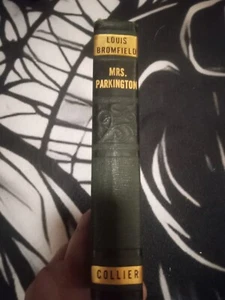 LOUIS
BROMFIELD
MRS.
PARKINGTON
COLLIER